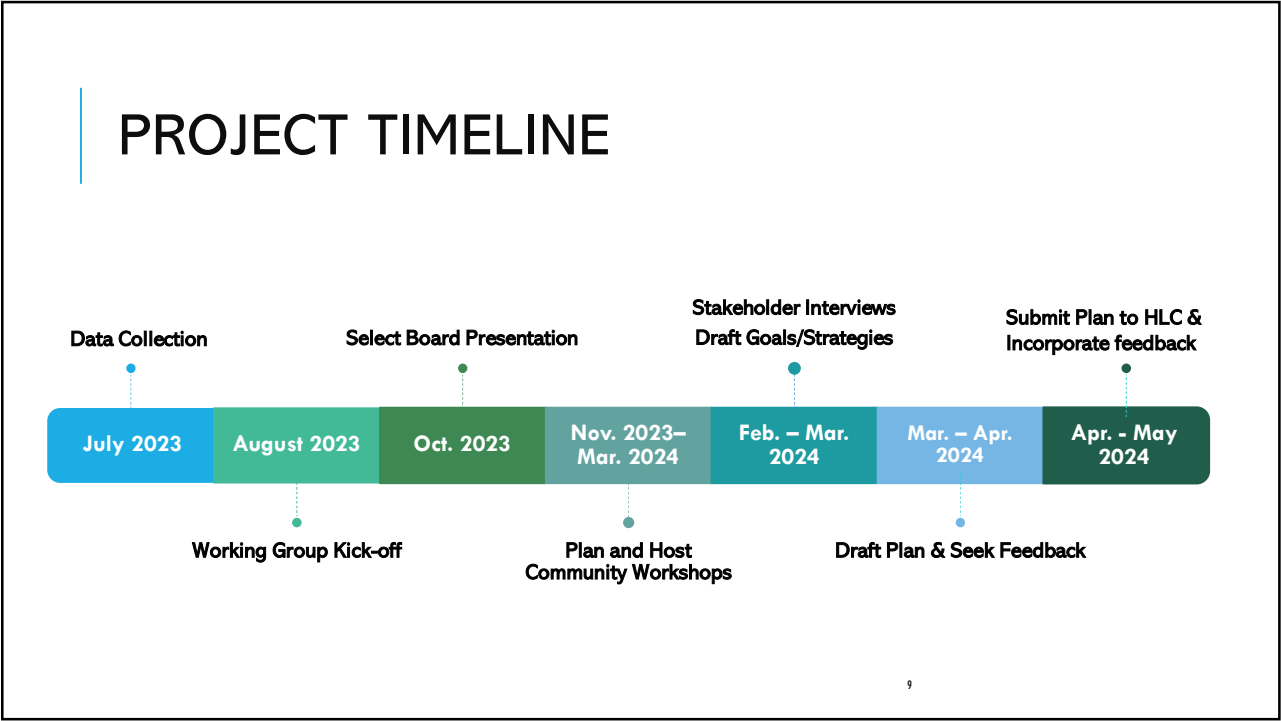 PROJECT TIMELINE
Stakeholder Interviews
Draft Goals/Strategies
Submit Plan to HLC &
Incorporate feedback
Data Collection
Select Board Presentation
July 2023
August 2023
Oct. 2023
Nov. 2023–
Mar. 2024
Feb. – Mar.
2024
Mar. – Apr.
2024
Apr. - May
2024
Working Group Kick-off
Plan and Host
Community Workshops
Draft Plan & Seek Feedback
9